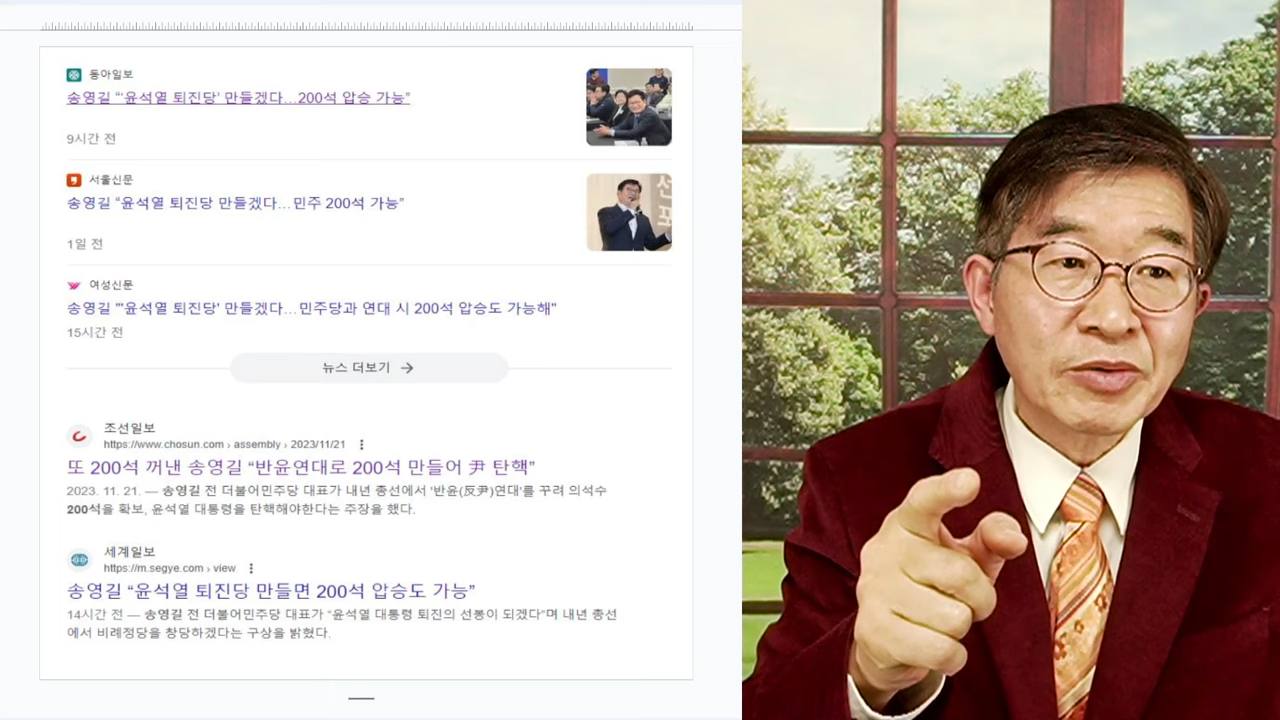 동아일보
송영길 “‘윤석열 퇴진당’ 만들겠다...200석 압승 가능”
9시간 전
서울신문
송영길 “윤석열 퇴진당 만들겠다...민주 200석 가능”
1일 전
여성신문
송영길 "'윤석열 퇴진당' 만들겠다...민주당과 연대 시 200석 압승도 가능해"
15시간 전
뉴스 더보기 →
조선일보
https://www.chosun.com › assembly › 2023/11/21
또 200석 꺼낸 송영길 “반윤연대로 200석 만들어 尹 탄핵”
2023. 11. 21. — 송영길 전 더불어민주당 대표가 내년 총선에서 '반윤(反尹)연대'를 꾸려 의석수
200석을 확보, 윤석열 대통령을 탄핵해야한다는 주장을 했다.
세계일보
https://m.segye.com › view
송영길 “윤석열 퇴진당 만들면 200석 압승도 가능”
14시간 전 — 송영길 전 더불어민주당 대표가 “윤석열 대통령 퇴진의 선봉이 되겠다”며 내년 총선
에서 비례정당을 창당하겠다는 구상을 밝혔다.